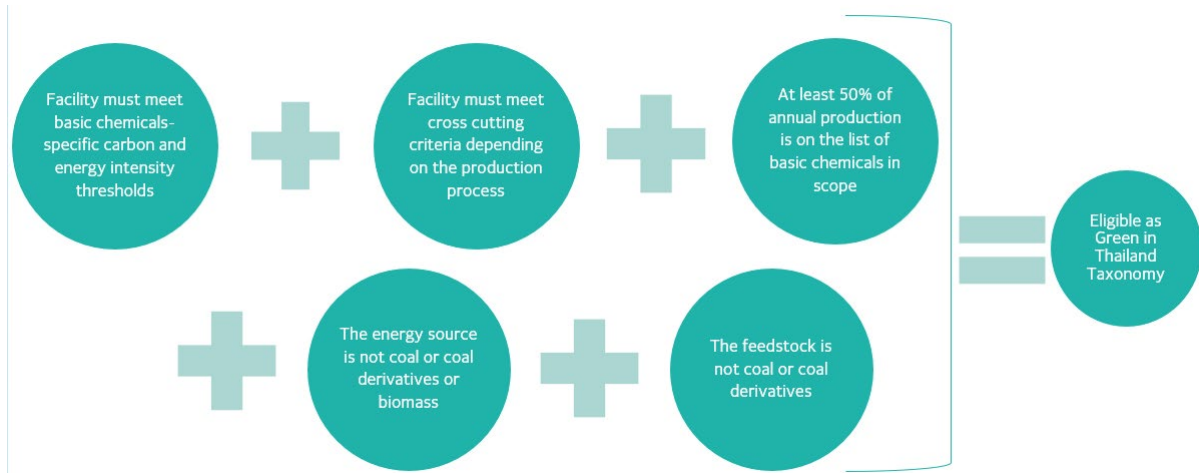 Facility must meet
basic chemicals-
specific carbon and
energy intensity
thresholds
Facility must meet
cross cutting
criteria depending
on the production
process
At least 50% of
annual production
is on the list of
basic chemicals in
scope
The energy source
is not coal or coal
derivatives or
biomass
The feedstock is
not coal or coal
derivatives
Eligible as
Green in
Thailand
Taxonomy